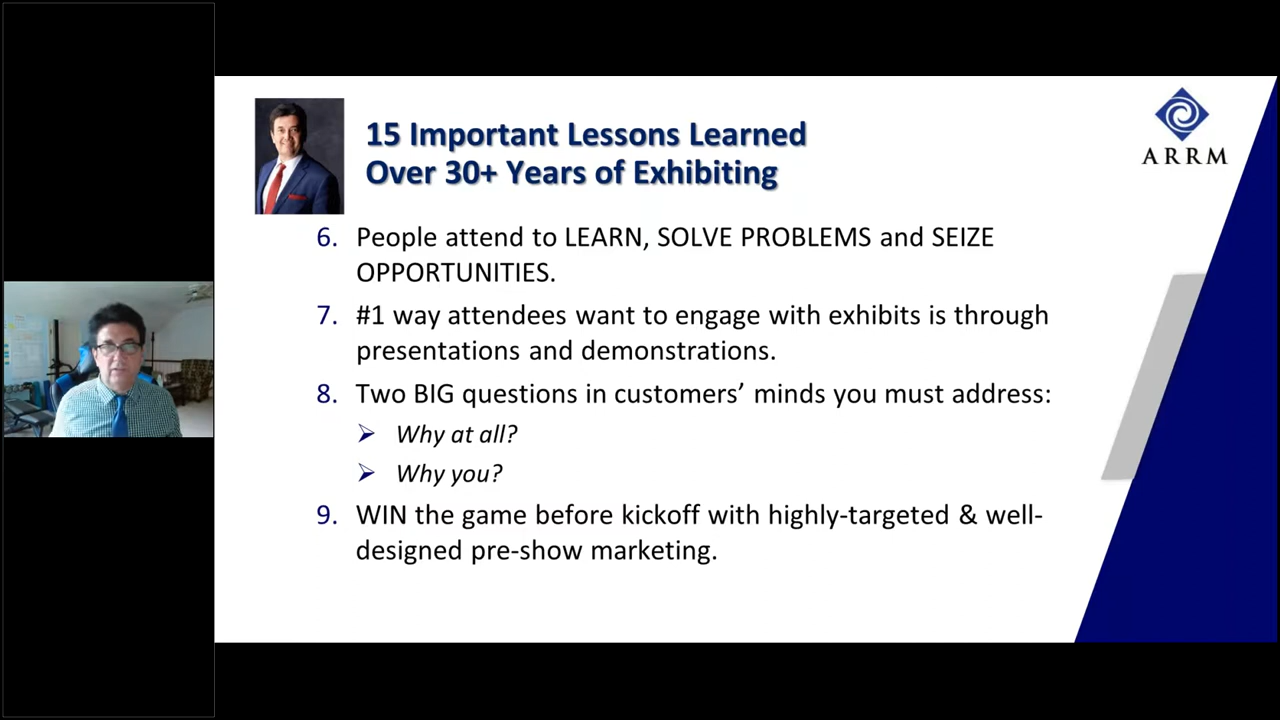 15 Important Lessons Learned
Over 30+ Years of Exhibiting
ARRM
6. People attend to LEARN, SOLVE PROBLEMS and SEIZE
OPPORTUNITIES.
7. #1 way attendees want to engage with exhibits is through
presentations and demonstrations.
8. Two BIG questions in customers’ minds you must address:
Why at all?
Why you?
9. WIN the game before kickoff with highly-targeted & well-
designed pre-show marketing.